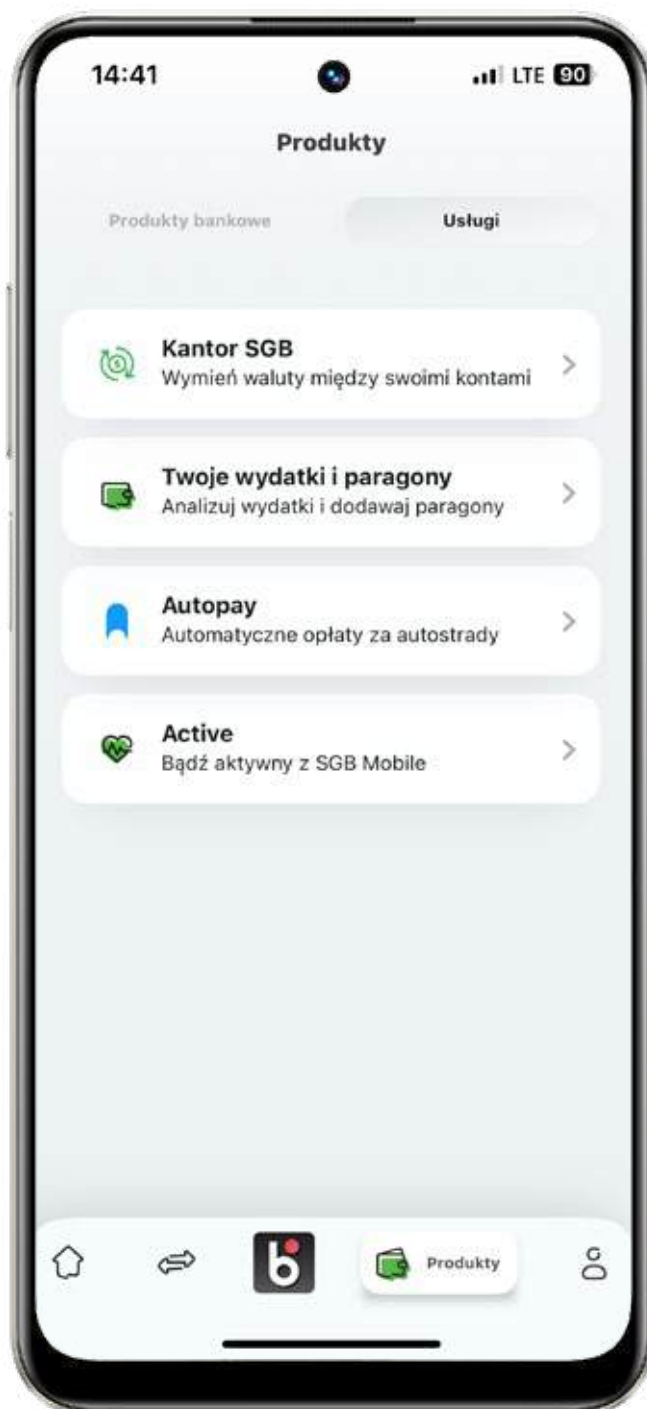 14:41
LTE 90
Produkty
Produkty bankowe
Usługi
Kantor SGB
Wymień waluty między swoimi kontami
Twoje wydatki i paragony
Analizuj wydatki i dodawaj paragony
Autopay
Automatyczne opłaty za autostrady
Active
Bądź aktywny z SGB Mobile
b
Produkty